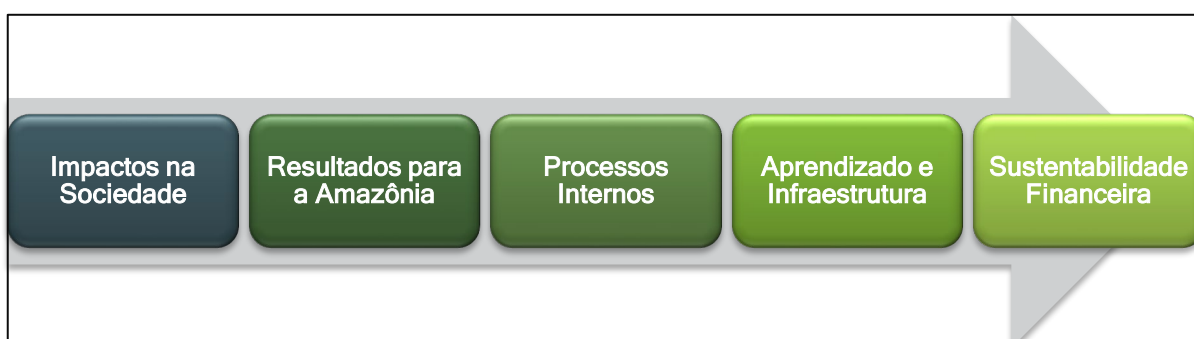 Impactos na
Sociedade
Resultados para
a Amazônia
Processos
Internos
Aprendizado e
Infraestrutura
Sustentabilidade
Financeira